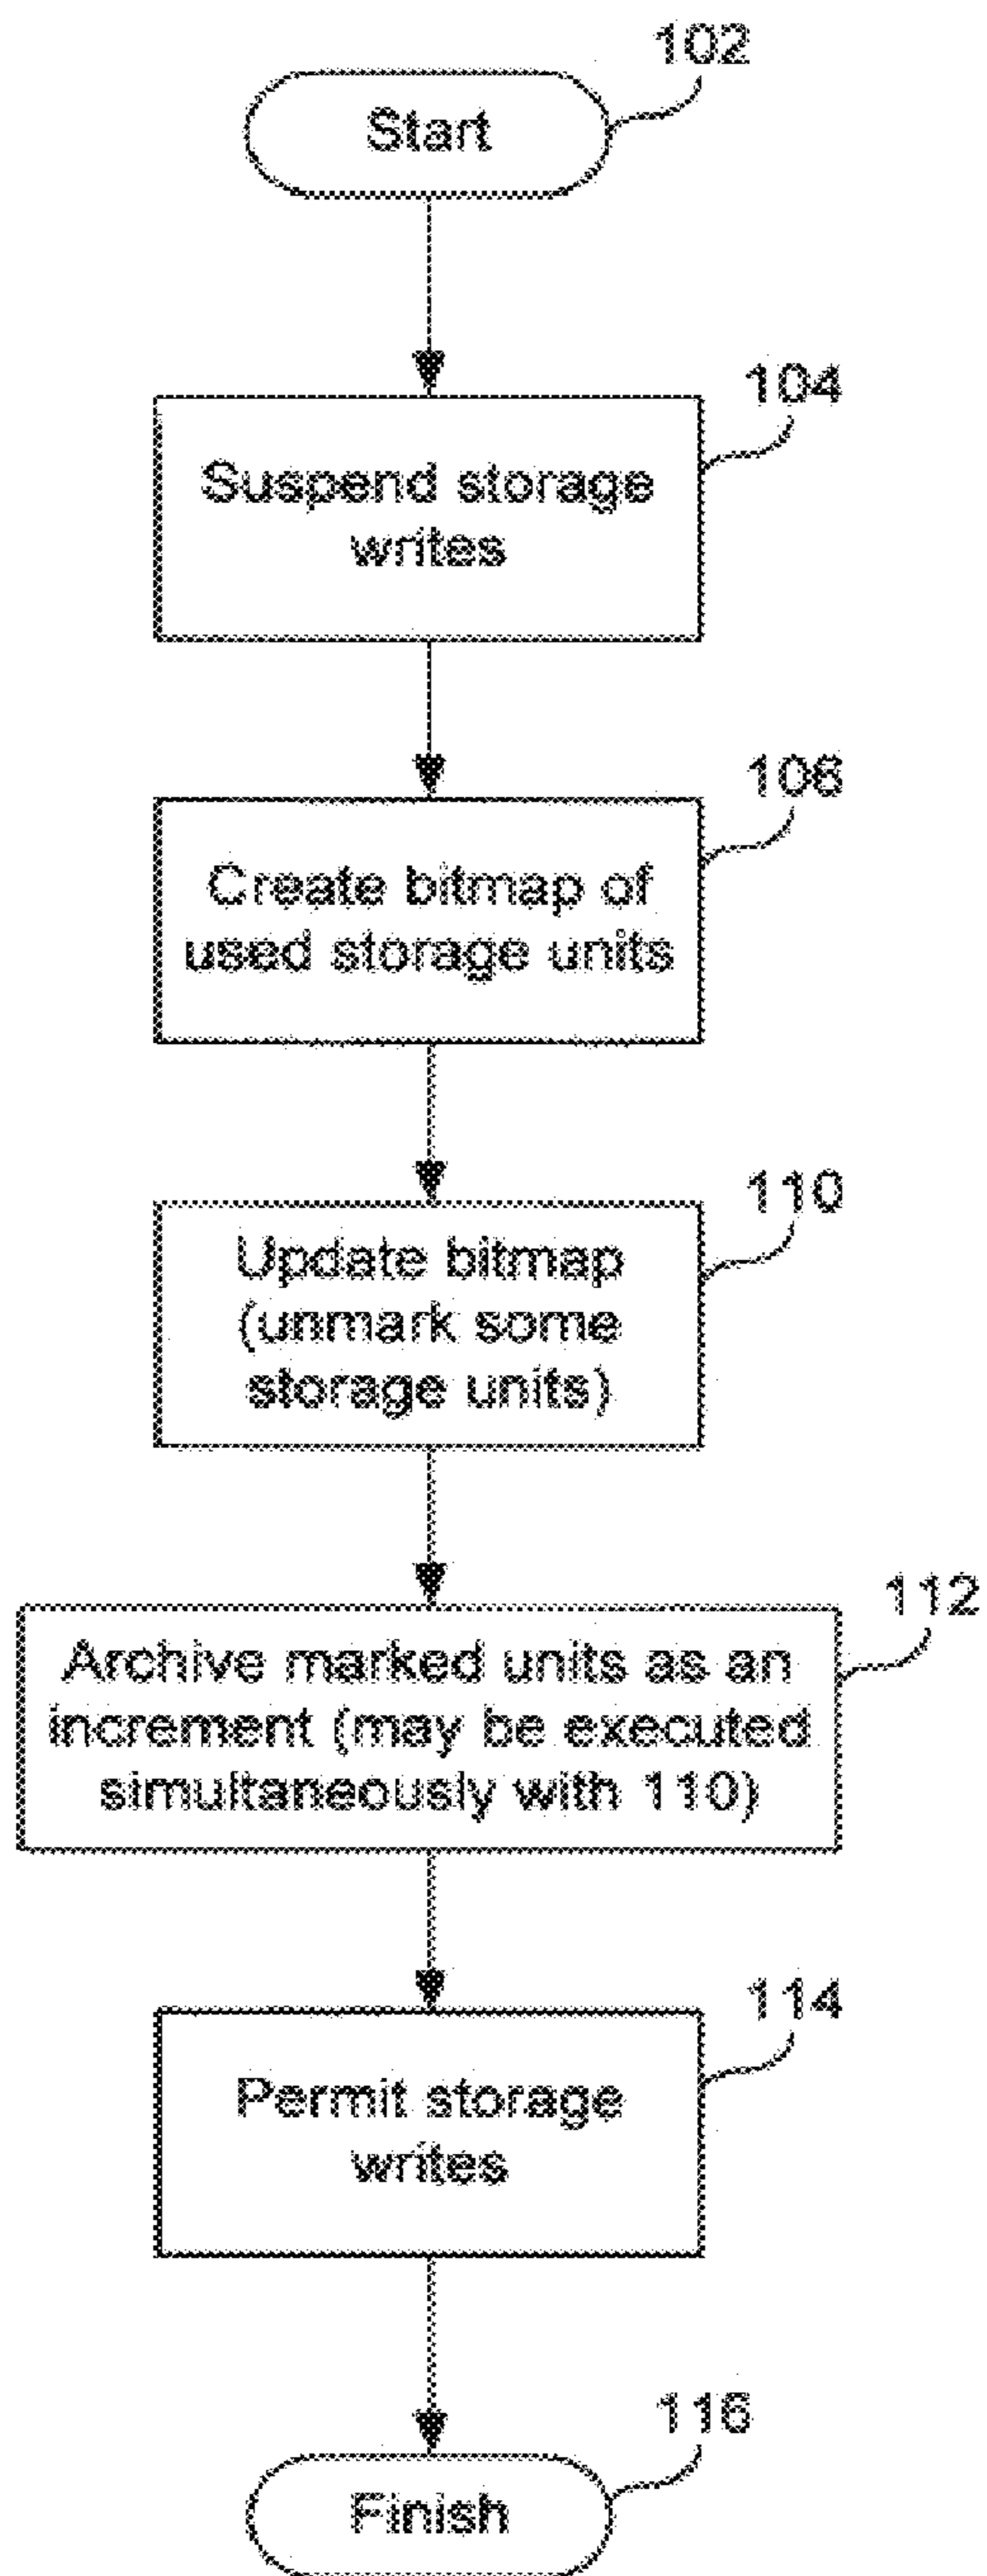 102
Start
104
Suspend storage
writes
106
Create bitmap of
used storage units
110
Update bitmap
(unmark some
storage units)
112
Archive marked units as an
increment (may be executed
simultaneously with 110)
114
Permit storage
writes
116
Finish